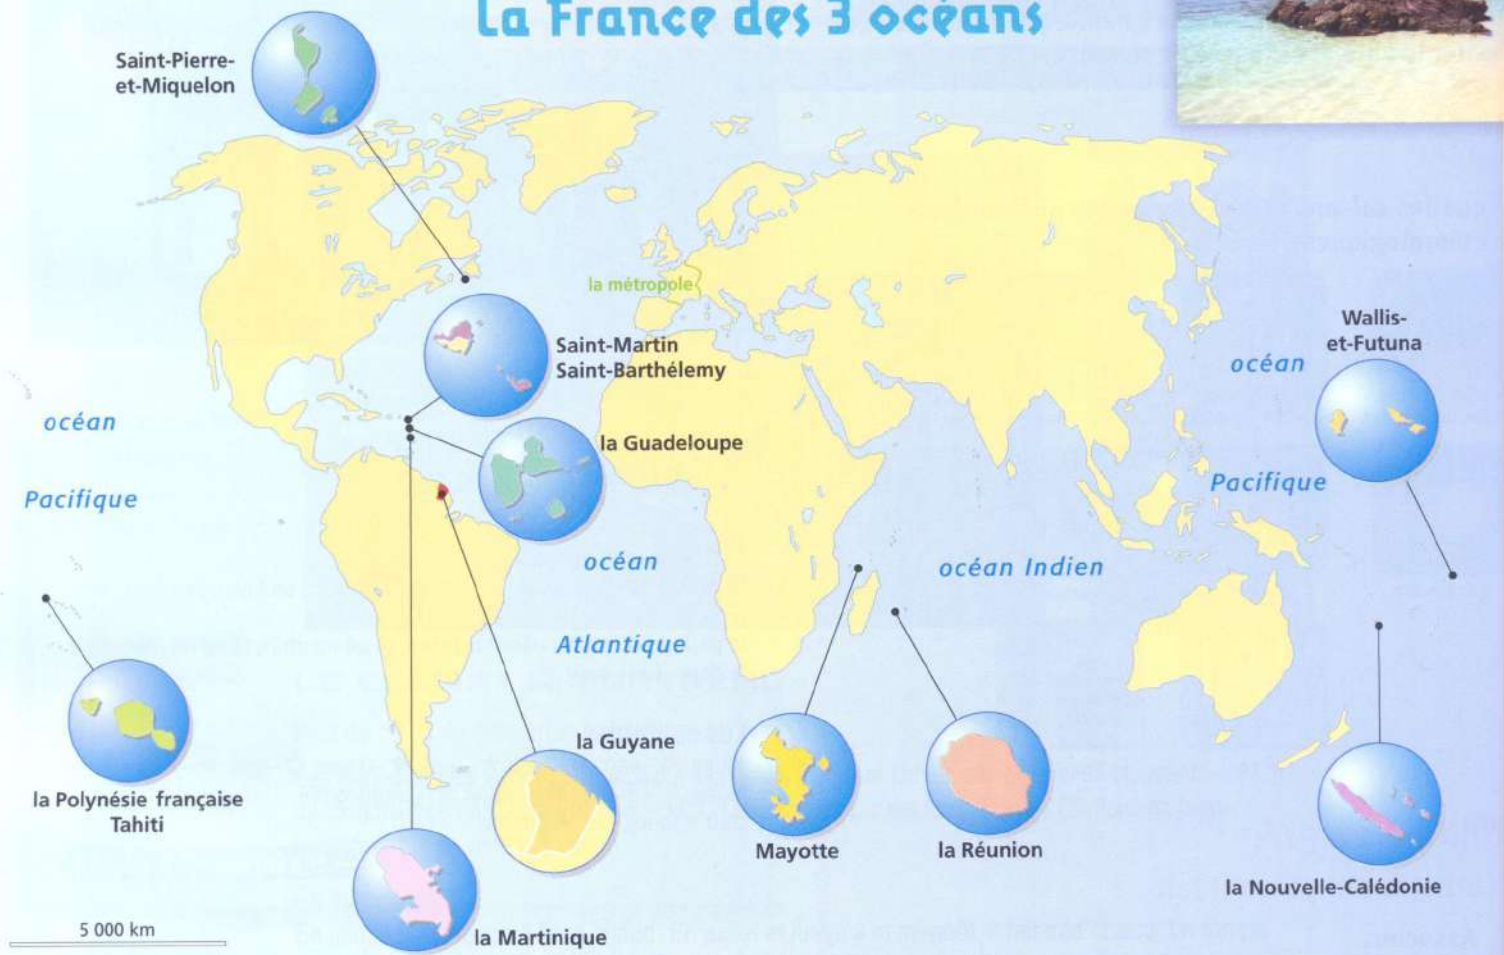 La France des 3 océans
Saint-Pierre-
et-Miquelon
la métropole
Saint-Martin
Saint-Barthélemy
la Guadeloupe
Wallis-
et-Futuna
océan
Pacifique
océan
Pacifique
océan
Atlantique
océan Indien
la Guyane
la Polynésie française
Tahiti
Mayotte
la Réunion
la Nouvelle-Calédonie
la Martinique
5 000 km